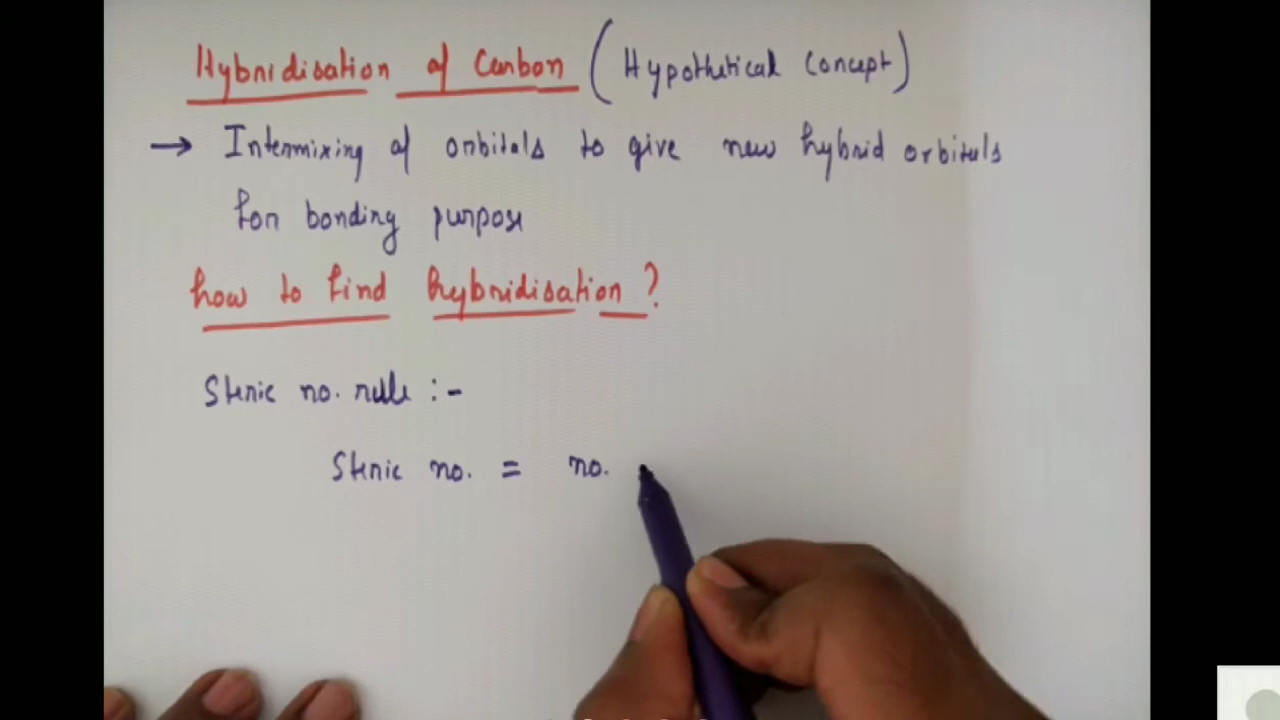 Hybridisation of Carbon (Hypothetical Concept)
→ Intermixing of orbitals to give new hybrid orbitals
for bonding purpose
how to find hybridisation ?
Steric no. rule :-
Steric no. = no.